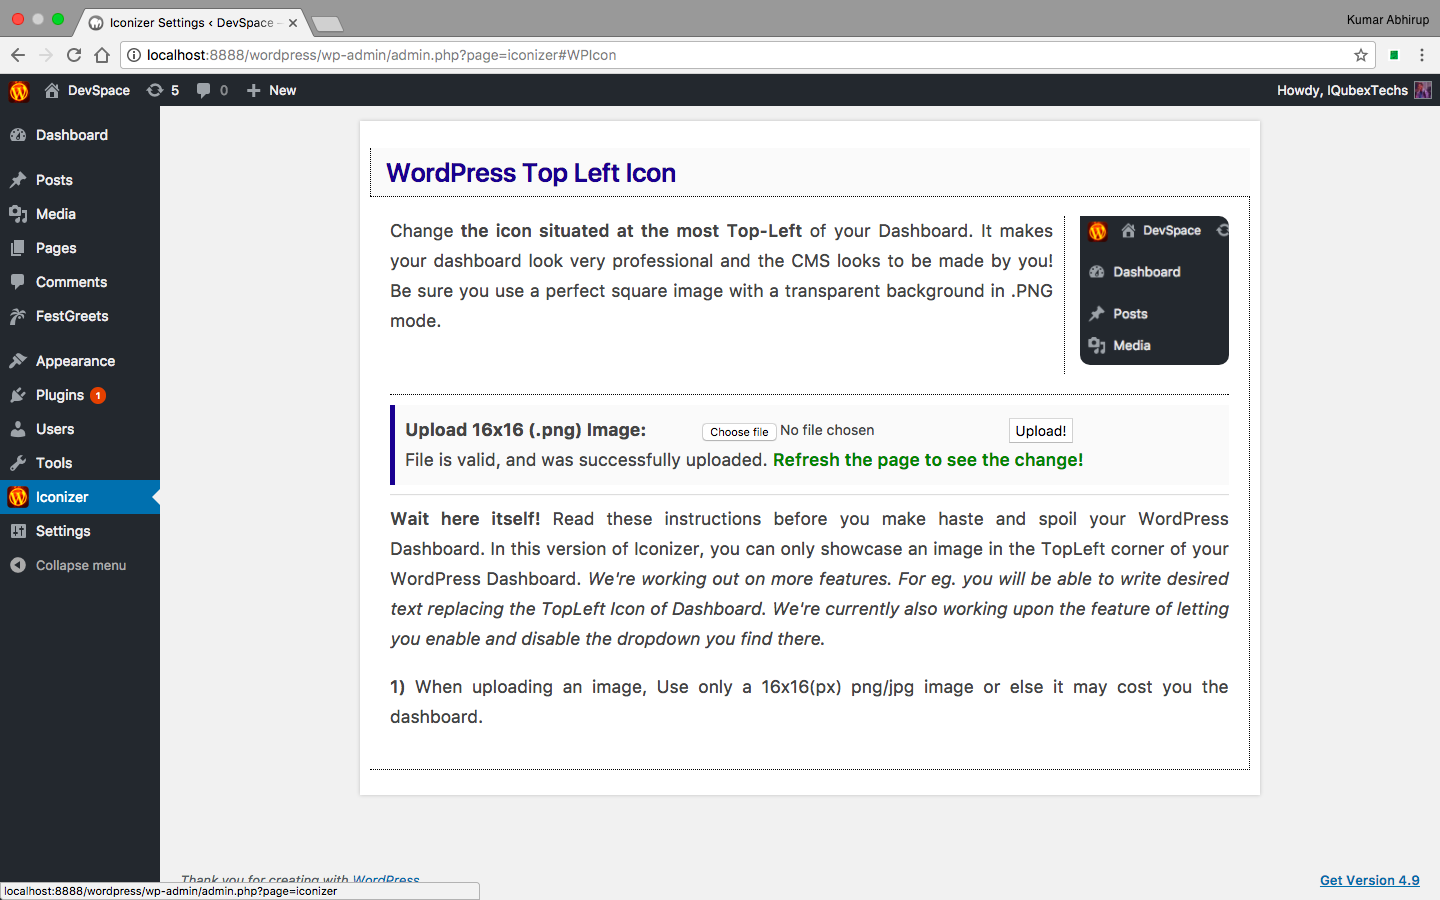 Iconizer Settings ‹ DevSpace –
Kumar Abhirup
localhost:8888/wordpress/wp-admin/admin.php?page=iconizer#WPIcon
DevSpace 5 0 New
Howdy, IQubexTechs
Dashboard
Posts
Media
Pages
Comments
FestGreets
Appearance
Plugins 1
Users
Tools
Iconizer
Settings
Collapse menu
WordPress Top Left Icon
Change the icon situated at the most Top-Left of your Dashboard. It makes
your dashboard look very professional and the CMS looks to be made by you!
Be sure you use a perfect square image with a transparent background in .PNG
mode.
DevSpace
Dashboard
Posts
Media
Upload 16x16 (.png) Image: Choose file No file chosen Upload!
File is valid, and was successfully uploaded. Refresh the page to see the change!
Wait here itself! Read these instructions before you make haste and spoil your WordPress
Dashboard. In this version of Iconizer, you can only showcase an image in the TopLeft corner of your
WordPress Dashboard. We're working out on more features. For eg. you will be able to write desired
text replacing the TopLeft Icon of Dashboard. We're currently also working upon the feature of letting
you enable and disable the dropdown you find there.
1) When uploading an image, Use only a 16x16(px) png/jpg image or else it may cost you the
dashboard.
Thank you for creating with WordPress
Get Version 4.9
localhost:8888/wordpress/wp-admin/admin.php?page=iconizer